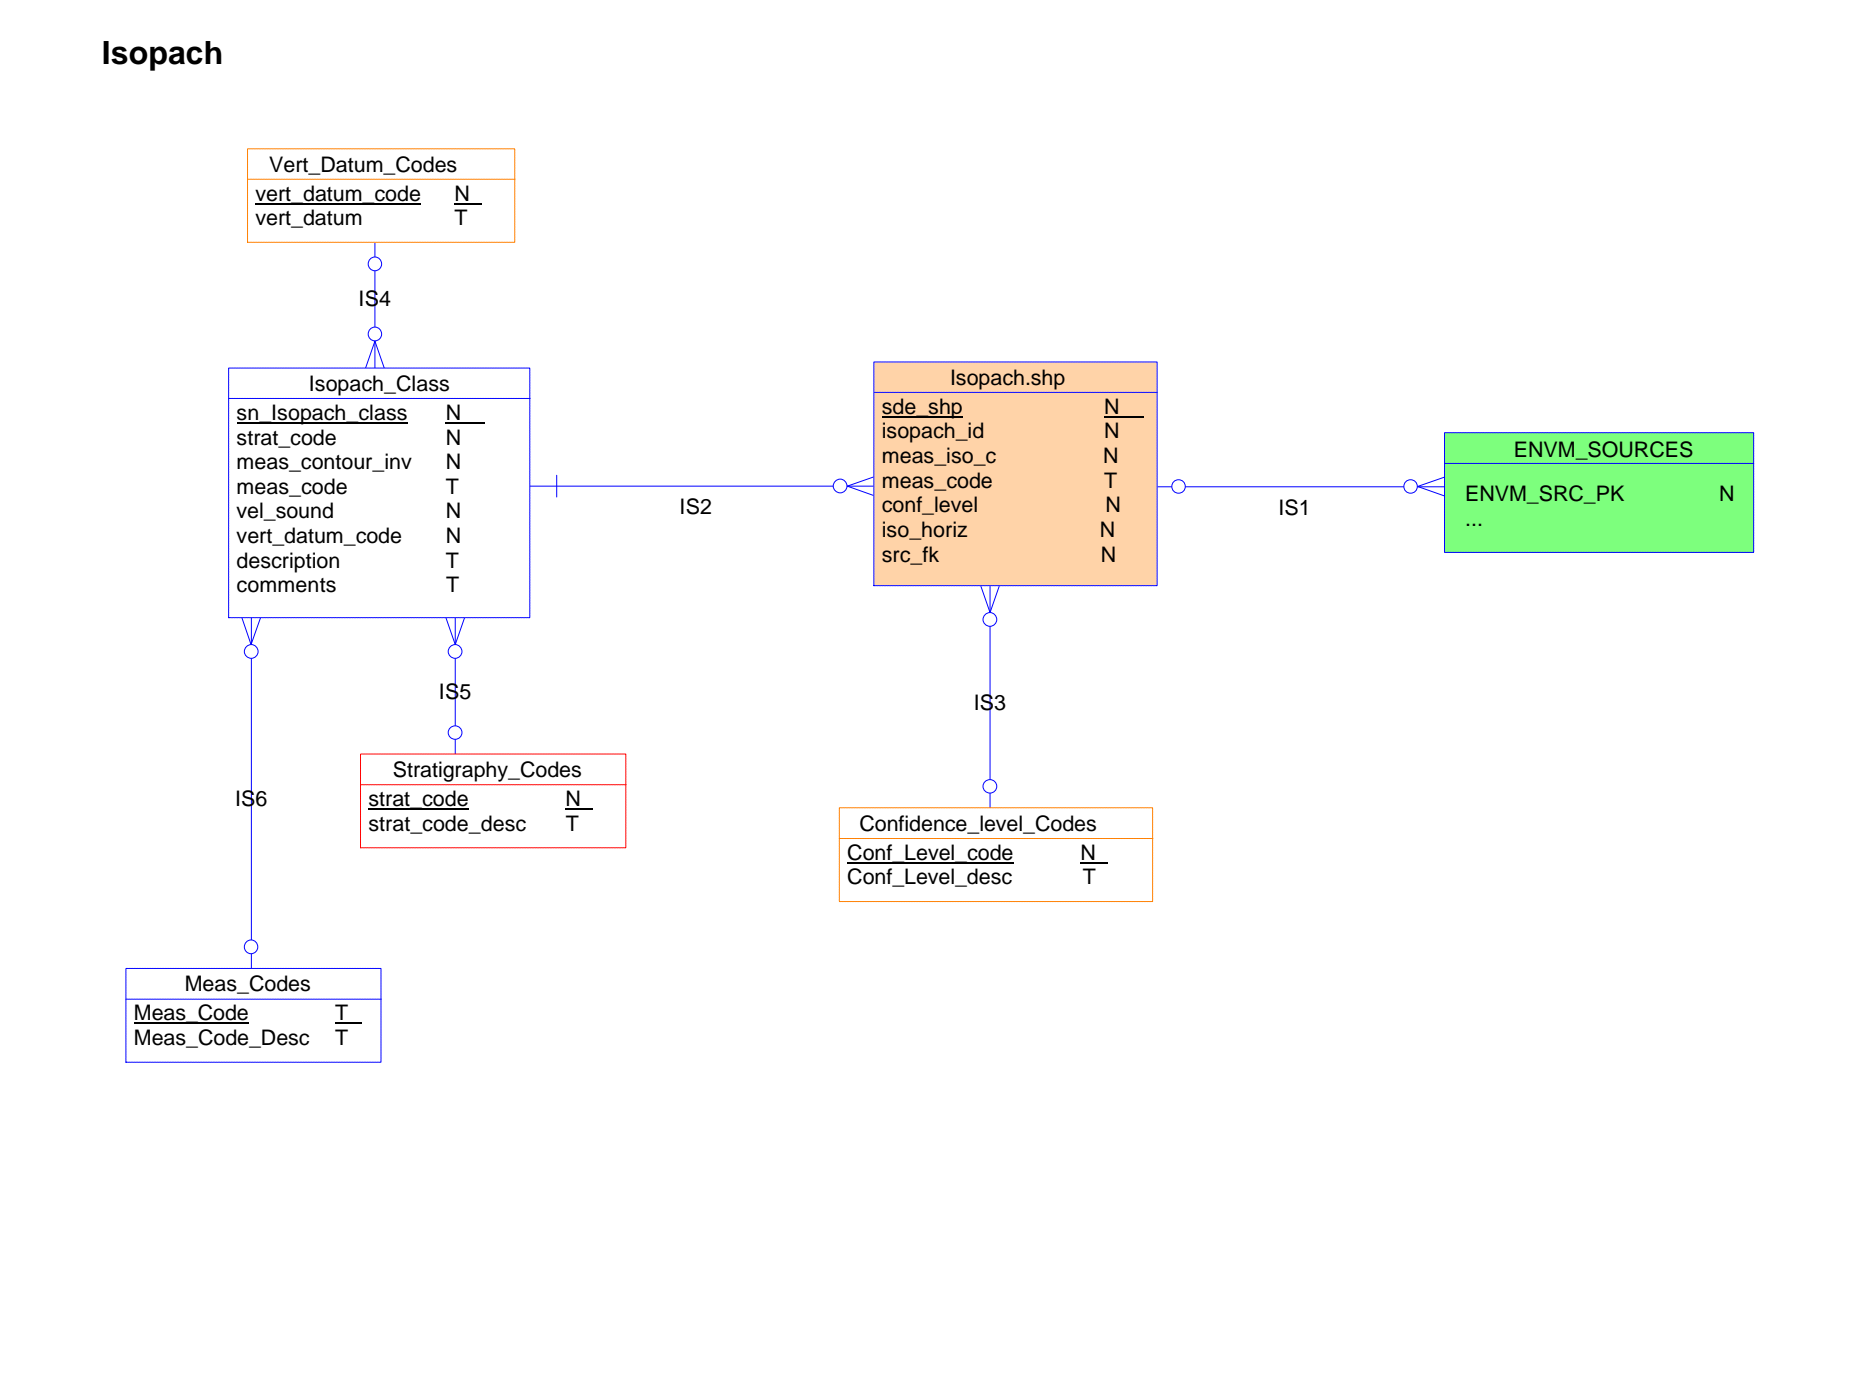 Isopach
Vert_Datum_Codes
vert_datum_code N
vert_datum T
IS4
Isopach_Class
sn_Isopach_class N
strat_code N
meas_contour_inv N
meas_code T
vel_sound N
vert_datum_code N
description T
comments T
IS2
Isopach.shp
sde_shp N
isopach_id N
meas_iso_c N
meas_code T
conf_level N
iso_horiz N
src_fk N
IS1
ENVM_SOURCES
ENVM_SRC_PK N
...
IS5
IS3
Stratigraphy_Codes
strat_code N
strat_code_desc T
IS6
Confidence_level_Codes
Conf_Level_code N
Conf_Level_desc T
Meas_Codes
Meas_Code T
Meas_Code_Desc T